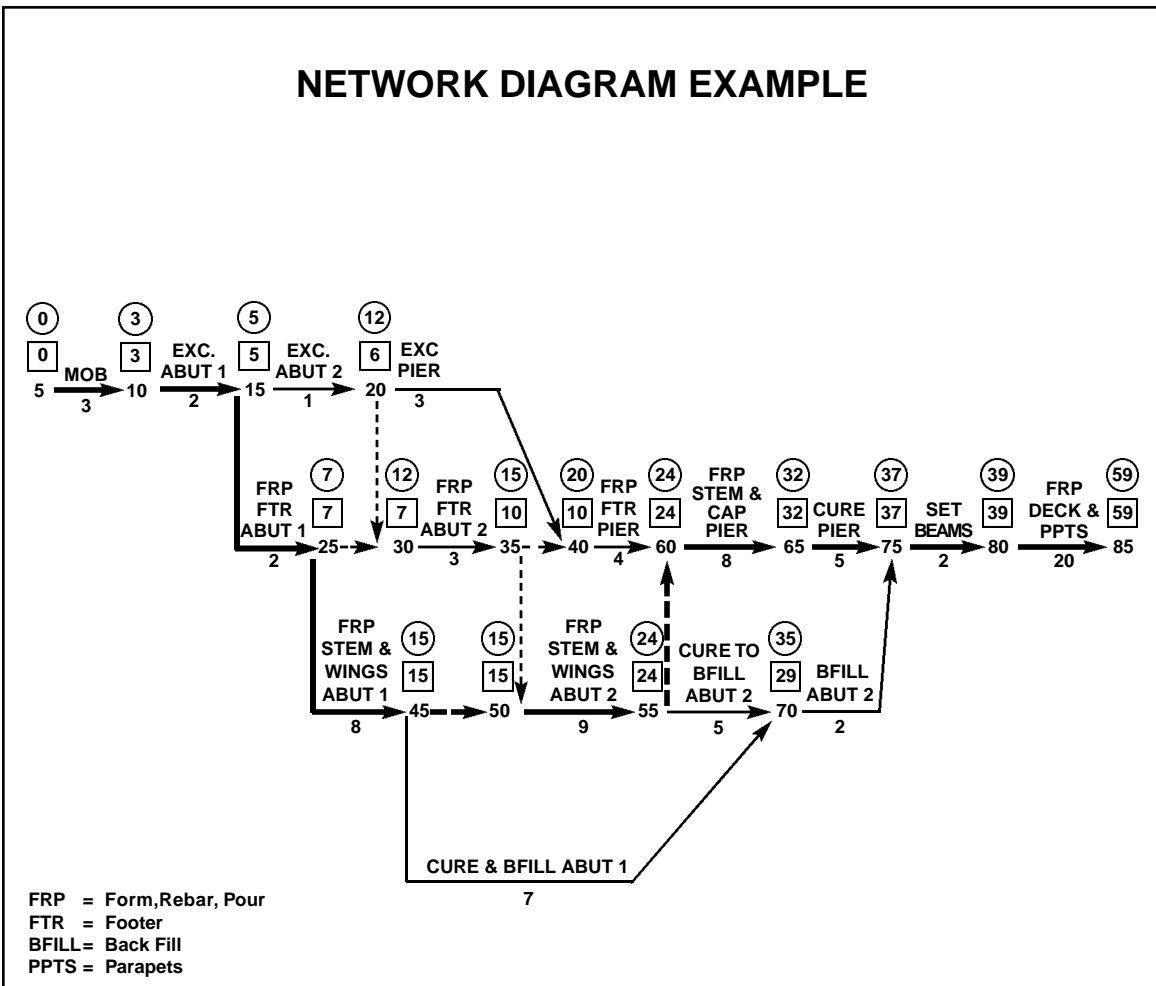 NETWORK DIAGRAM EXAMPLE
0 3 5 12
0 3 5 6
MOB
EXC.
ABUT 1
EXC.
ABUT 2
EXC
PIER
5 10 15 20
3 2 1 3
7 12 15 20 24 32 37 39 59
7 7 10 10 24 32 37 39 59
FRP
FTR
ABUT 1
FRP
FTR
ABUT 2
FRP
FTR
PIER
FRP
STEM &
CAP
PIER
CURE
PIER
SET
BEAMS
FRP
DECK &
PPTS
25 30 35 40 60 65 75 80 85
2 3 4 8 5 2 20
15 15 24 35
15 15 24 29
FRP
STEM &
WINGS
ABUT 1
FRP
STEM &
WINGS
ABUT 2
CURE TO
BFILL
ABUT 2
BFILL
ABUT 2
45 50 55 70
8 9 5 2
CURE & BFILL ABUT 1
7
FRP = Form,Rebar, Pour
FTR = Footer
BFILL= Back Fill
PPTS = Parapets